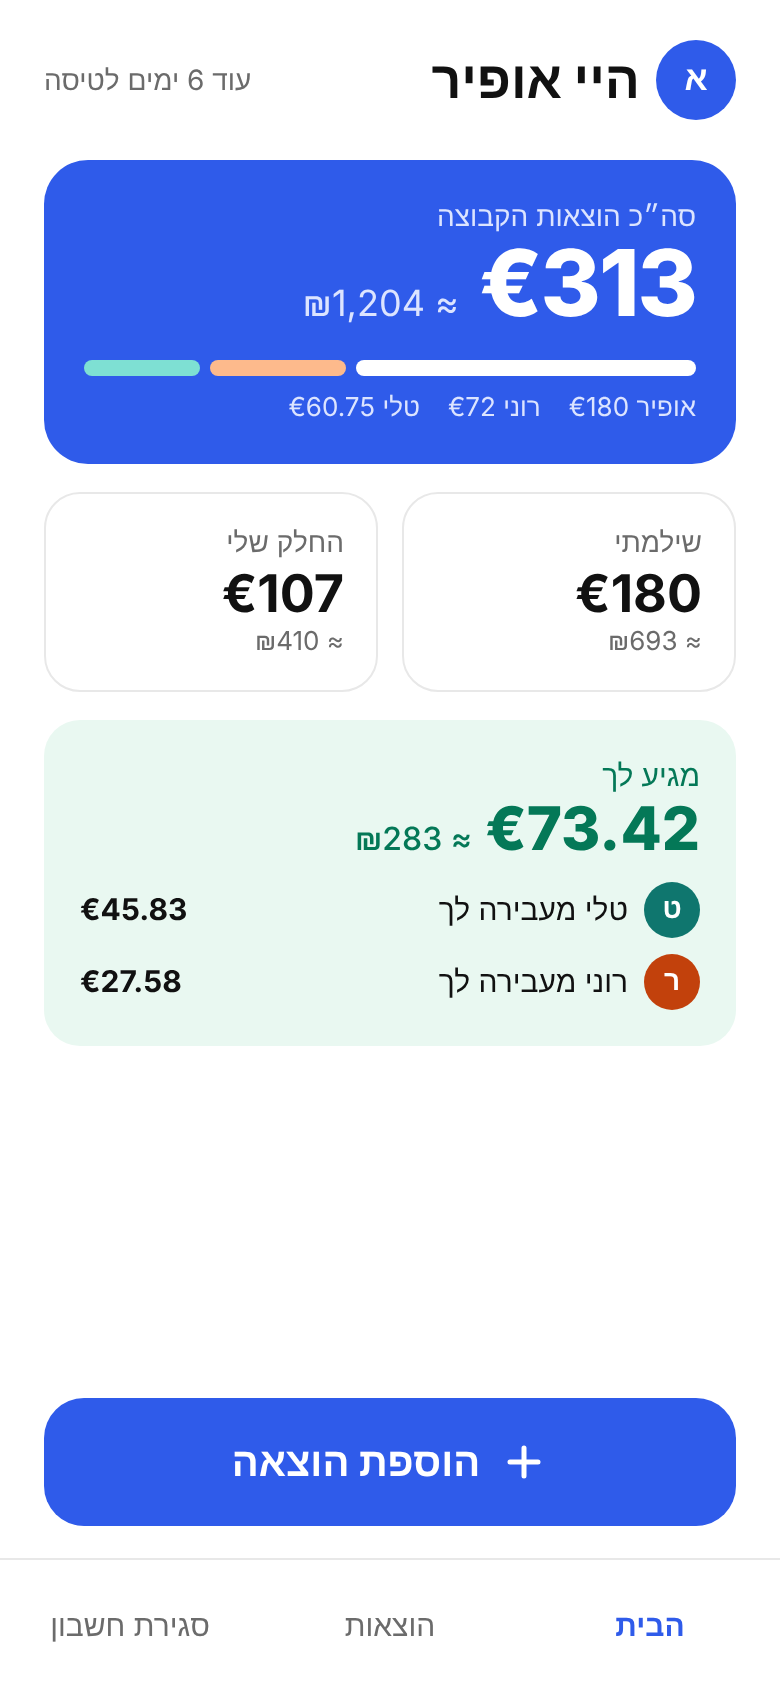 א
היי אופיר
עוד 6 ימים לטיסה
סה״כ הוצאות הקבוצה
€313 ≈ ₪1,204
אופיר €180 רוני €72 טלי €60.75
שילמתי
€180
≈ ₪693
החלק שלי
€107
≈ ₪410
מגיע לך
€73.42 ≈ ₪283
ט טלי מעבירה לך €45.83
ר רוני מעבירה לך €27.58
+ הוספת הוצאה
הבית הוצאות סגירת חשבון